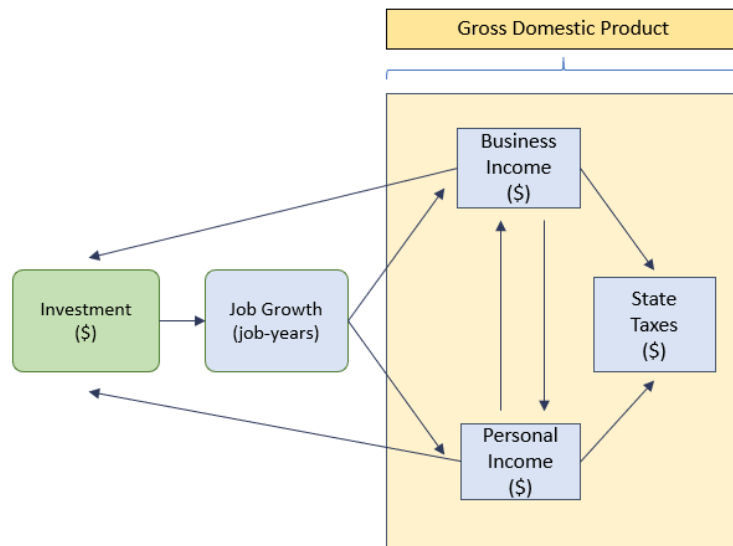 Gross Domestic Product
Business
Income
($)
Investment
($)
Job Growth
(job-years)
State
Taxes
($)
Personal
Income
($)